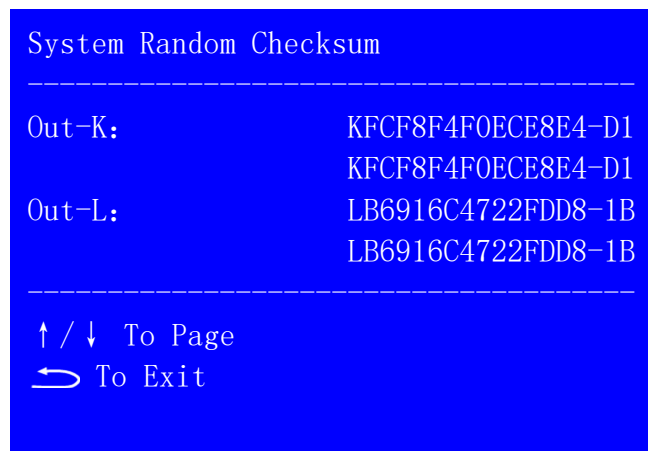 System Random Checksum
--------------------------------------
Out-K： KFCF8F4F0ECE8E4-D1
KFCF8F4F0ECE8E4-D1
Out-L： LB6916C4722FDD8-1B
LB6916C4722FDD8-1B
--------------------------------------
↑/↓ To Page
To Exit